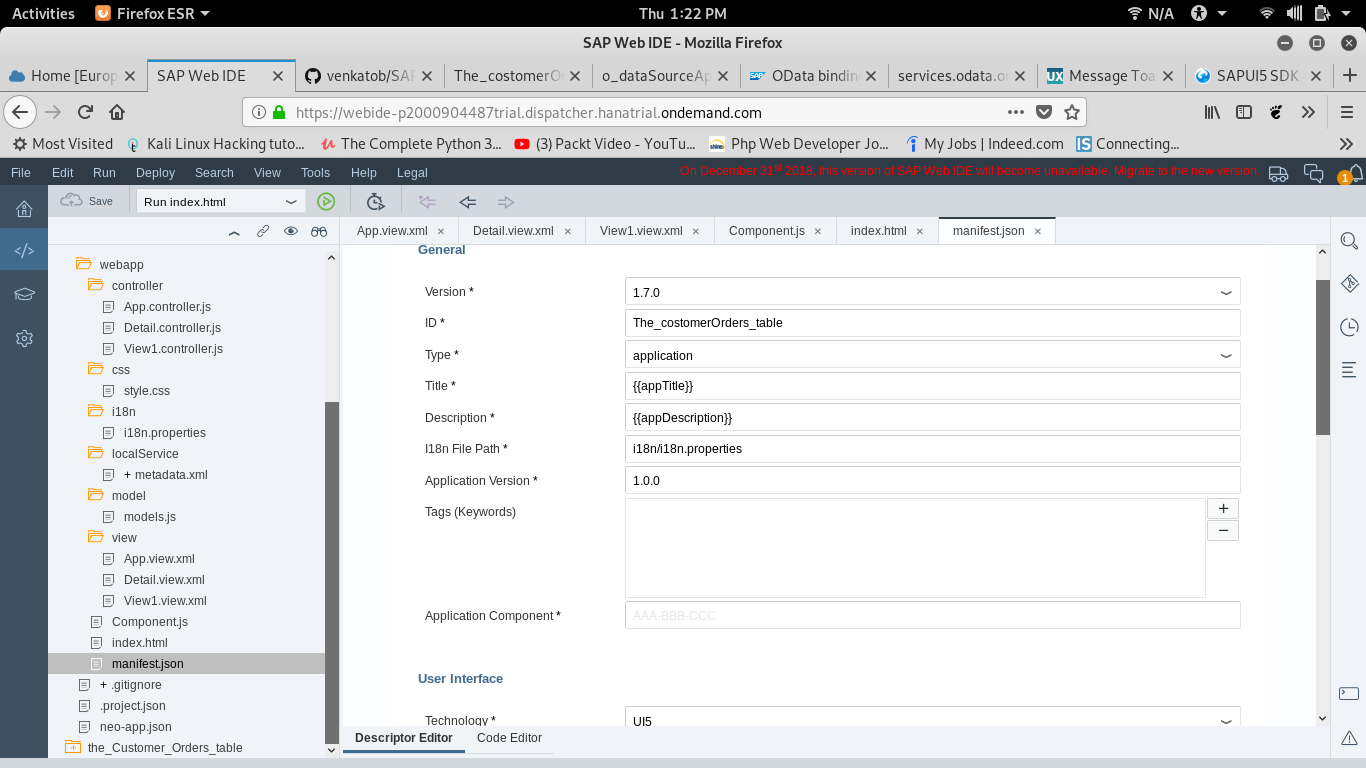 Activities Firefox ESR Thu 1:22 PM N/A
SAP Web IDE - Mozilla Firefox
Home [Europ SAP Web IDE venkatob/SAP The_costomerO o_dataSourceAp OData bindin services.odata.o Message Toa SAPUI5 SDK
https://webide-p2000904487trial.dispatcher.hanatrial.ondemand.com
Most Visited Kali Linux Hacking tuto... The Complete Python 3... (3) Packt Video - YouTu... Php Web Developer Jo... My Jobs | Indeed.com Connecting...
File Edit Run Deploy Search View Tools Help Legal On December 31st 2018, this version of SAP Web IDE will become unavailable. Migrate to the new version. 1
Save Run index.html
App.view.xml Detail.view.xml View1.view.xml Component.js index.html manifest.json
webapp
controller
App.controller.js
Detail.controller.js
View1.controller.js
css
style.css
i18n
i18n.properties
localService
+ metadata.xml
model
models.js
view
App.view.xml
Detail.view.xml
View1.view.xml
Component.js
index.html
manifest.json
+ .gitignore
.project.json
neo-app.json
the_Customer_Orders_table
General
Version * 1.7.0
ID * The_costomerOrders_table
Type * application
Title * {{appTitle}}
Description * {{appDescription}}
I18n File Path * i18n/i18n.properties
Application Version * 1.0.0
Tags (Keywords)
Application Component * AAA-BBB-CCC
User Interface
Technology * UI5
Descriptor Editor Code Editor